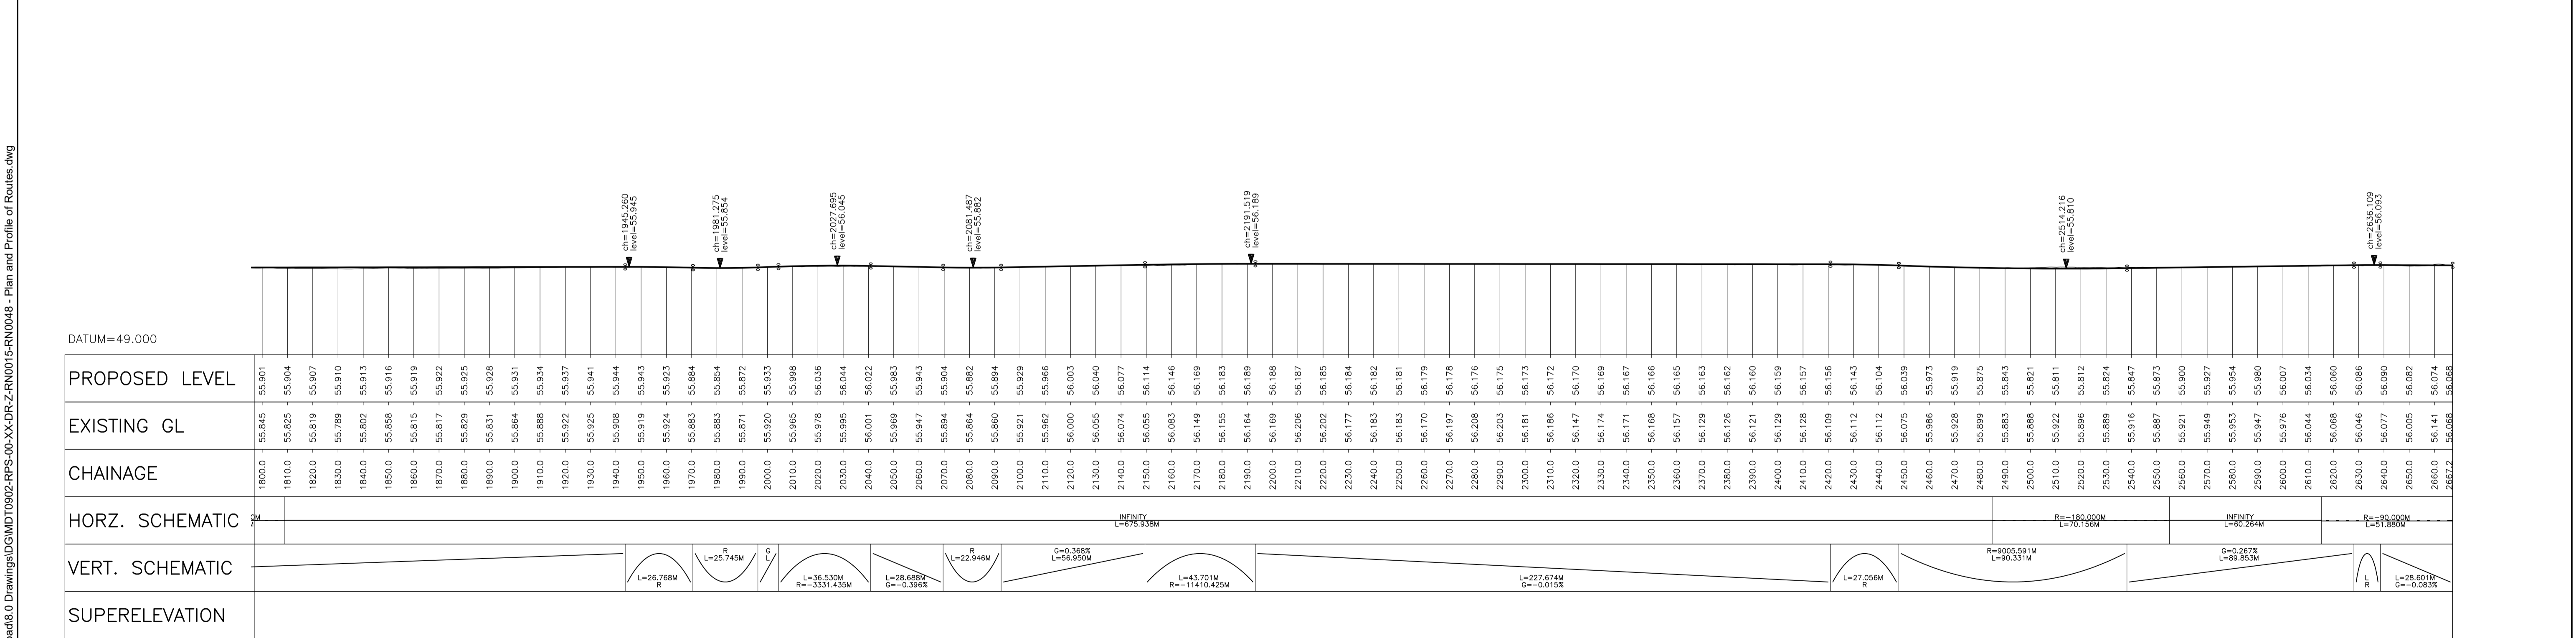 oad\8.0 Drawings\DG\MDT0902-RPS-00-XX-DR-Z-RN0015-RN0048 - Plan and Profile of Routes.dwg
ch=1945.260
level=55.945
ch=1981.275
level=55.854
ch=2027.695
level=56.045
ch=2081.487
level=55.882
ch=2191.519
level=56.189
ch=2514.216
level=55.810
ch=2636.109
level=56.093
DATUM=49.000
PROPOSED LEVEL 55.901 55.904 55.907 55.910 55.913 55.916 55.919 55.922 55.925 55.928 55.931 55.934 55.937 55.941 55.944 55.943 55.923 55.884 55.854 55.872 55.933 55.998 56.036 56.044 56.022 55.983 55.943 55.904 55.882 55.894 55.929 55.966 56.003 56.040 56.077 56.114 56.146 56.169 56.183 56.189 56.188 56.187 56.185 56.184 56.182 56.181 56.179 56.178 56.176 56.175 56.173 56.172 56.170 56.169 56.167 56.166 56.165 56.163 56.162 56.160 56.159 56.157 56.156 56.143 56.104 56.039 55.973 55.919 55.875 55.843 55.821 55.811 55.812 55.824 55.847 55.873 55.900 55.927 55.954 55.980 56.007 56.034 56.060 56.086 56.090 56.082 56.074 56.068
EXISTING GL 55.845 55.825 55.819 55.789 55.802 55.858 55.815 55.817 55.829 55.831 55.864 55.888 55.922 55.925 55.908 55.919 55.924 55.883 55.883 55.871 55.920 55.965 55.978 55.995 56.001 55.969 55.947 55.894 55.864 55.860 55.921 55.962 56.000 56.055 56.074 56.055 56.083 56.149 56.155 56.164 56.169 56.206 56.202 56.177 56.183 56.183 56.170 56.197 56.208 56.203 56.181 56.186 56.147 56.174 56.171 56.168 56.157 56.129 56.126 56.121 56.129 56.128 56.109 56.112 56.112 56.075 55.986 55.928 55.899 55.883 55.888 55.922 55.896 55.889 55.916 55.887 55.921 55.949 55.953 55.947 55.976 56.044 56.088 56.046 56.077 56.005 56.141 56.068
CHAINAGE 1800.0 1810.0 1820.0 1830.0 1840.0 1850.0 1860.0 1870.0 1880.0 1890.0 1900.0 1910.0 1920.0 1930.0 1940.0 1950.0 1960.0 1970.0 1980.0 1990.0 2000.0 2010.0 2020.0 2030.0 2040.0 2050.0 2060.0 2070.0 2080.0 2090.0 2100.0 2110.0 2120.0 2130.0 2140.0 2150.0 2160.0 2170.0 2180.0 2190.0 2200.0 2210.0 2220.0 2230.0 2240.0 2250.0 2260.0 2270.0 2280.0 2290.0 2300.0 2310.0 2320.0 2330.0 2340.0 2350.0 2360.0 2370.0 2380.0 2390.0 2400.0 2410.0 2420.0 2430.0 2440.0 2450.0 2460.0 2470.0 2480.0 2490.0 2500.0 2510.0 2520.0 2530.0 2540.0 2550.0 2560.0 2570.0 2580.0 2590.0 2600.0 2610.0 2620.0 2630.0 2640.0 2650.0 2660.0 2667.2
HORZ. SCHEMATIC
INFINITY
L=675.938M
R=-180.000M
L=70.156M
INFINITY
L=60.264M
R=-90.000M
L=51.880M
VERT. SCHEMATIC
L=26.768M
R
R
L=25.745M
G
L
L=36.530M
R=-3331.435M
L=28.688M
G=-0.396%
R
L=22.946M
G=0.368%
L=56.950M
L=43.701M
R=-11410.425M
L=227.674M
G=-0.015%
L=27.056M
R
R=9005.591M
L=90.331M
G=0.267%
L=89.853M
L
R
L=28.601M
G=-0.083%
SUPERELEVATION